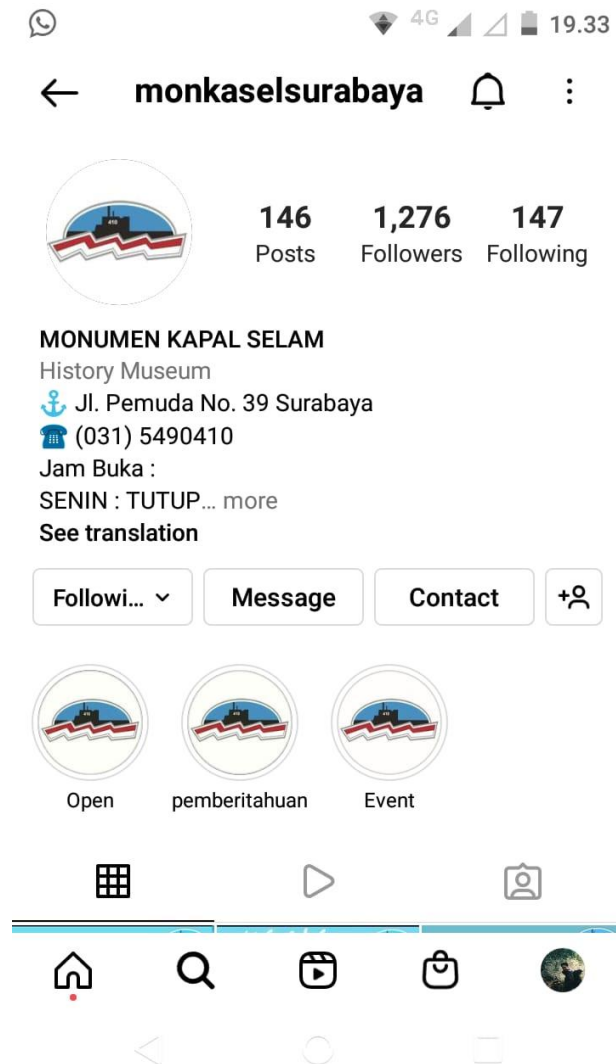 4G 19.33
monkaselsurabaya
146 1,276 147
Posts Followers Following
MONUMEN KAPAL SELAM
History Museum
Jl. Pemuda No. 39 Surabaya
(031) 5490410
Jam Buka :
SENIN : TUTUP... more
See translation
Followi... Message Contact
Open pemberitahuan Event